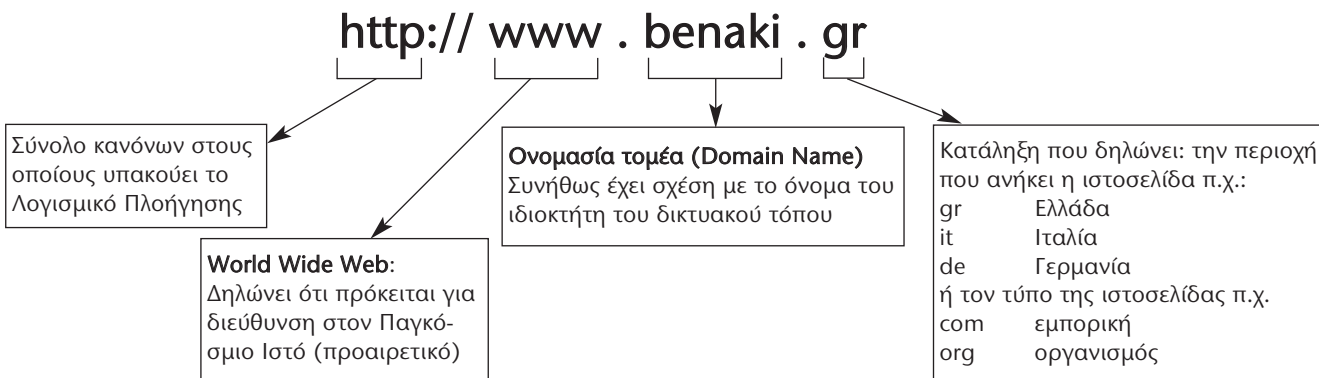 http:// www . benaki . gr
Σύνολο κανόνων στους
οποίους υπακούει το
Λογισμικό Πλοήγησης
World Wide Web:
Δηλώνει ότι πρόκειται για
διεύθυνση στον Παγκό-
σμιο Ιστό (προαιρετικό)
Ονομασία τομέα (Domain Name)
Συνήθως έχει σχέση με το όνομα του
ιδιοκτήτη του δικτυακού τόπου
Κατάληξη που δηλώνει: την περιοχή
που ανήκει η ιστοσελίδα π.χ.:
gr Ελλάδα
it Ιταλία
de Γερμανία
ή τον τύπο της ιστοσελίδας π.χ.
com εμπορική
org οργανισμός